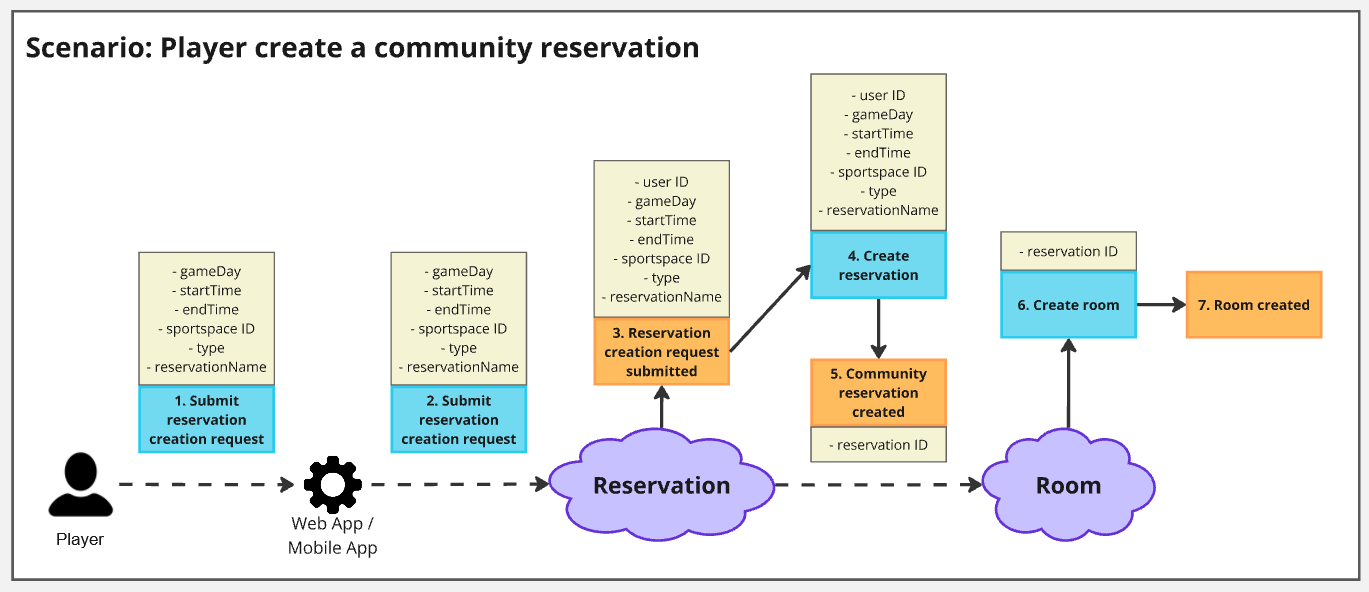 Scenario: Player create a community reservation
- gameDay
- startTime
- endTime
- sportspace ID
- type
- reservationName
1. Submit
reservation
creation request
Player
Web App /
Mobile App
- gameDay
- startTime
- endTime
- sportspace ID
- type
- reservationName
2. Submit
reservation
creation request
- user ID
- gameDay
- startTime
- endTime
- sportspace ID
- type
- reservationName
3. Reservation
creation request
submitted
Reservation
- user ID
- gameDay
- startTime
- endTime
- sportspace ID
- type
- reservationName
4. Create
reservation
5. Community
reservation
created
- reservation ID
- reservation ID
6. Create room
7. Room created
Room